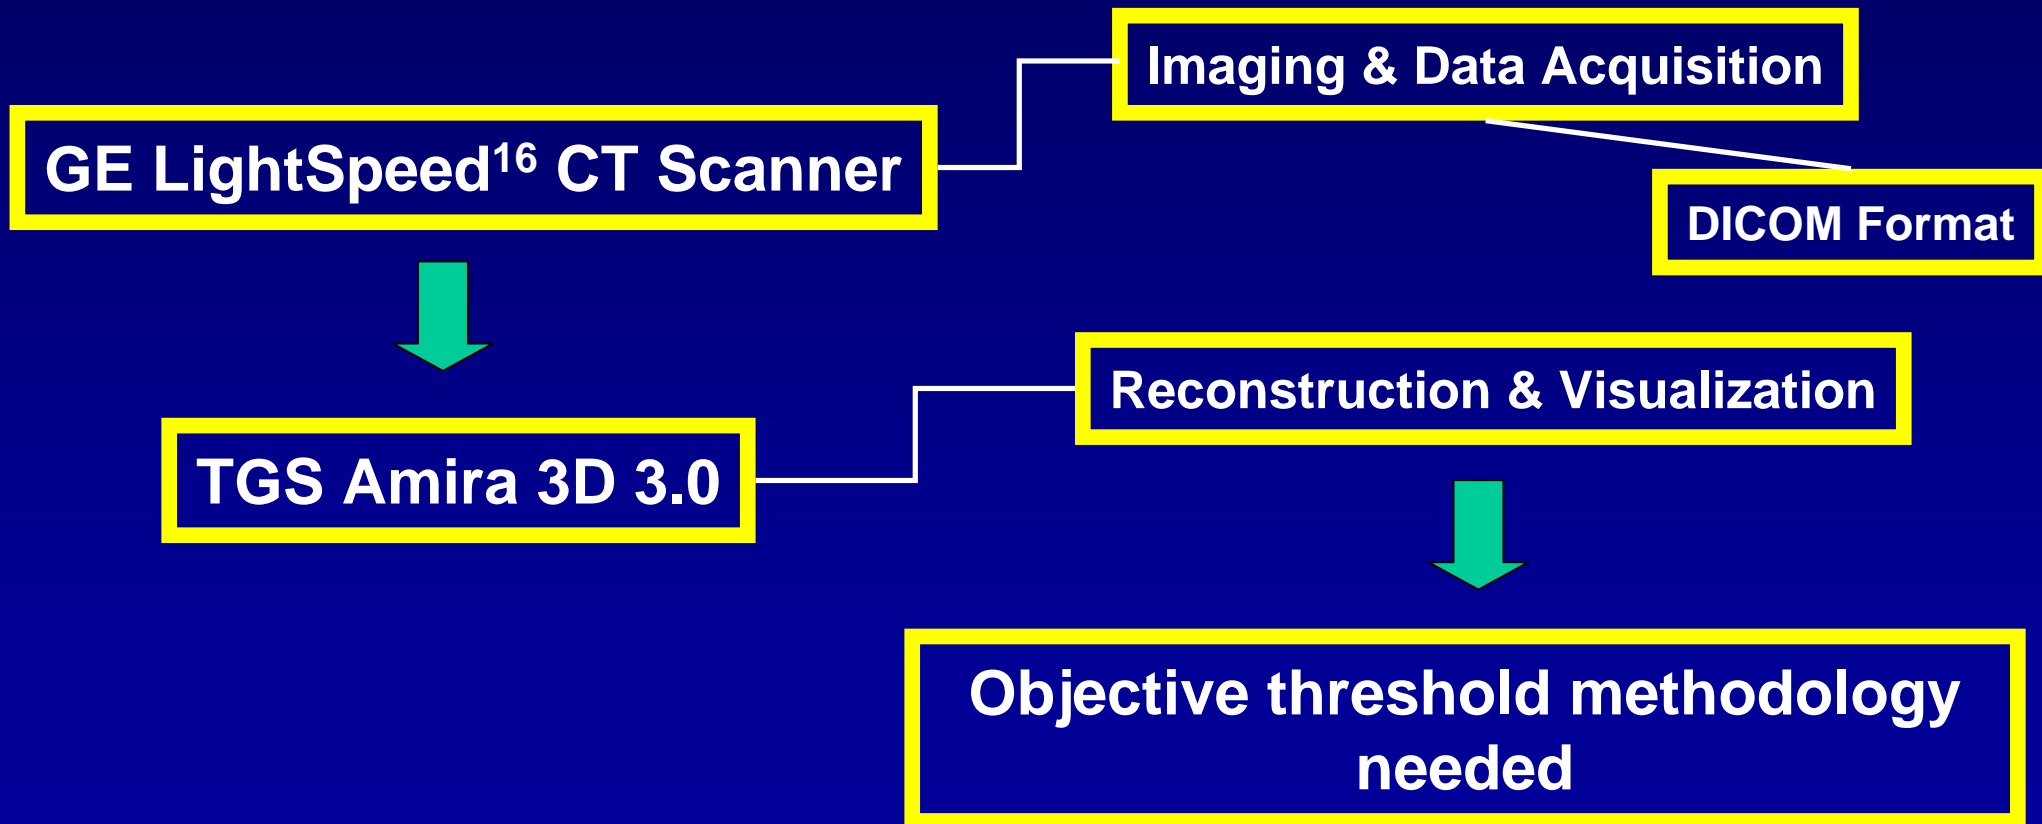 Imaging & Data Acquisition
GE LightSpeed¹⁶ CT Scanner
DICOM Format
Reconstruction & Visualization
TGS Amira 3D 3.0
Objective threshold methodology
needed